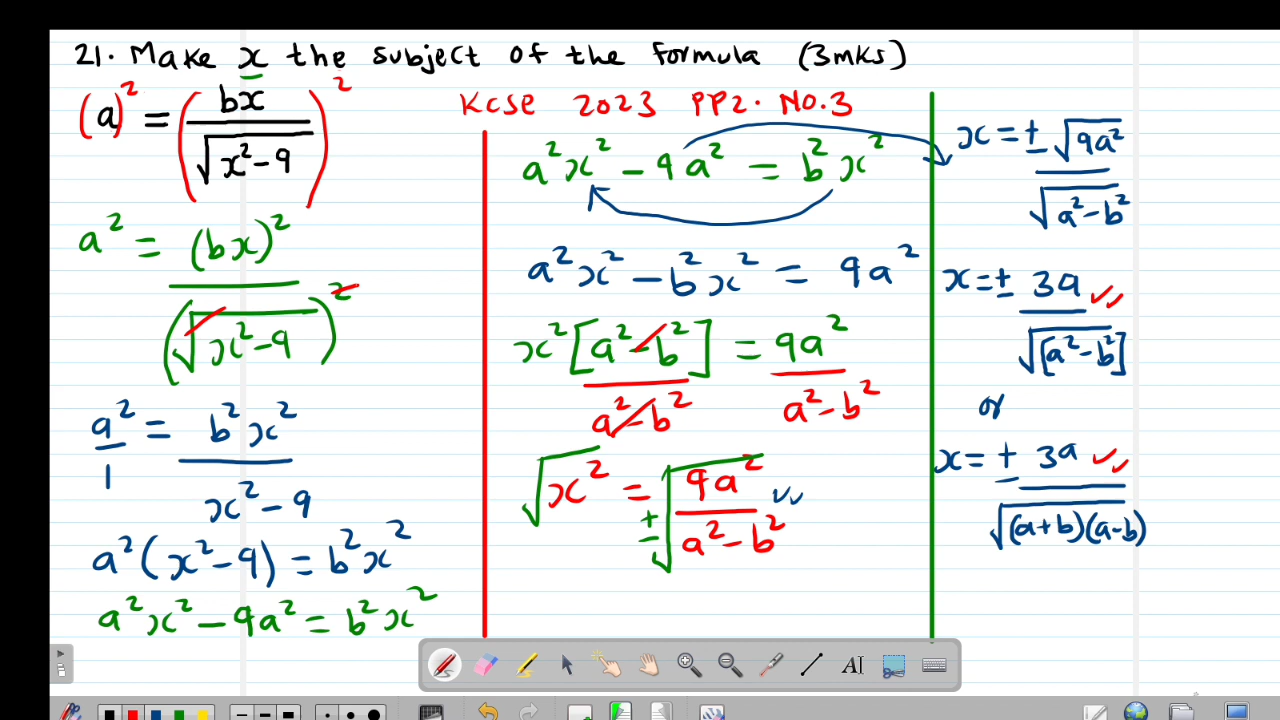 21. Make x the subject of the formula (3mks)
KCSE 2023 PP2. NO.3
(a)² = (bx / √(x²-9))²
a² = (bx)² / (√(x²-9))²
a²/1 = b²x² / x²-9
a²(x²-9) = b²x²
a²x² - 9a² = b²x²
a²x² - 9a² = b²x²
a²x² - b²x² = 9a²
x²[a²-b²] / a²-b² = 9a² / a²-b²
√x² = ±√(9a² / a²-b²)
x = ± √9a² / √(a²-b²)
x = ± 3a / √[a²-b²]
or
x = ± 3a / √(a+b)(a-b)
AI